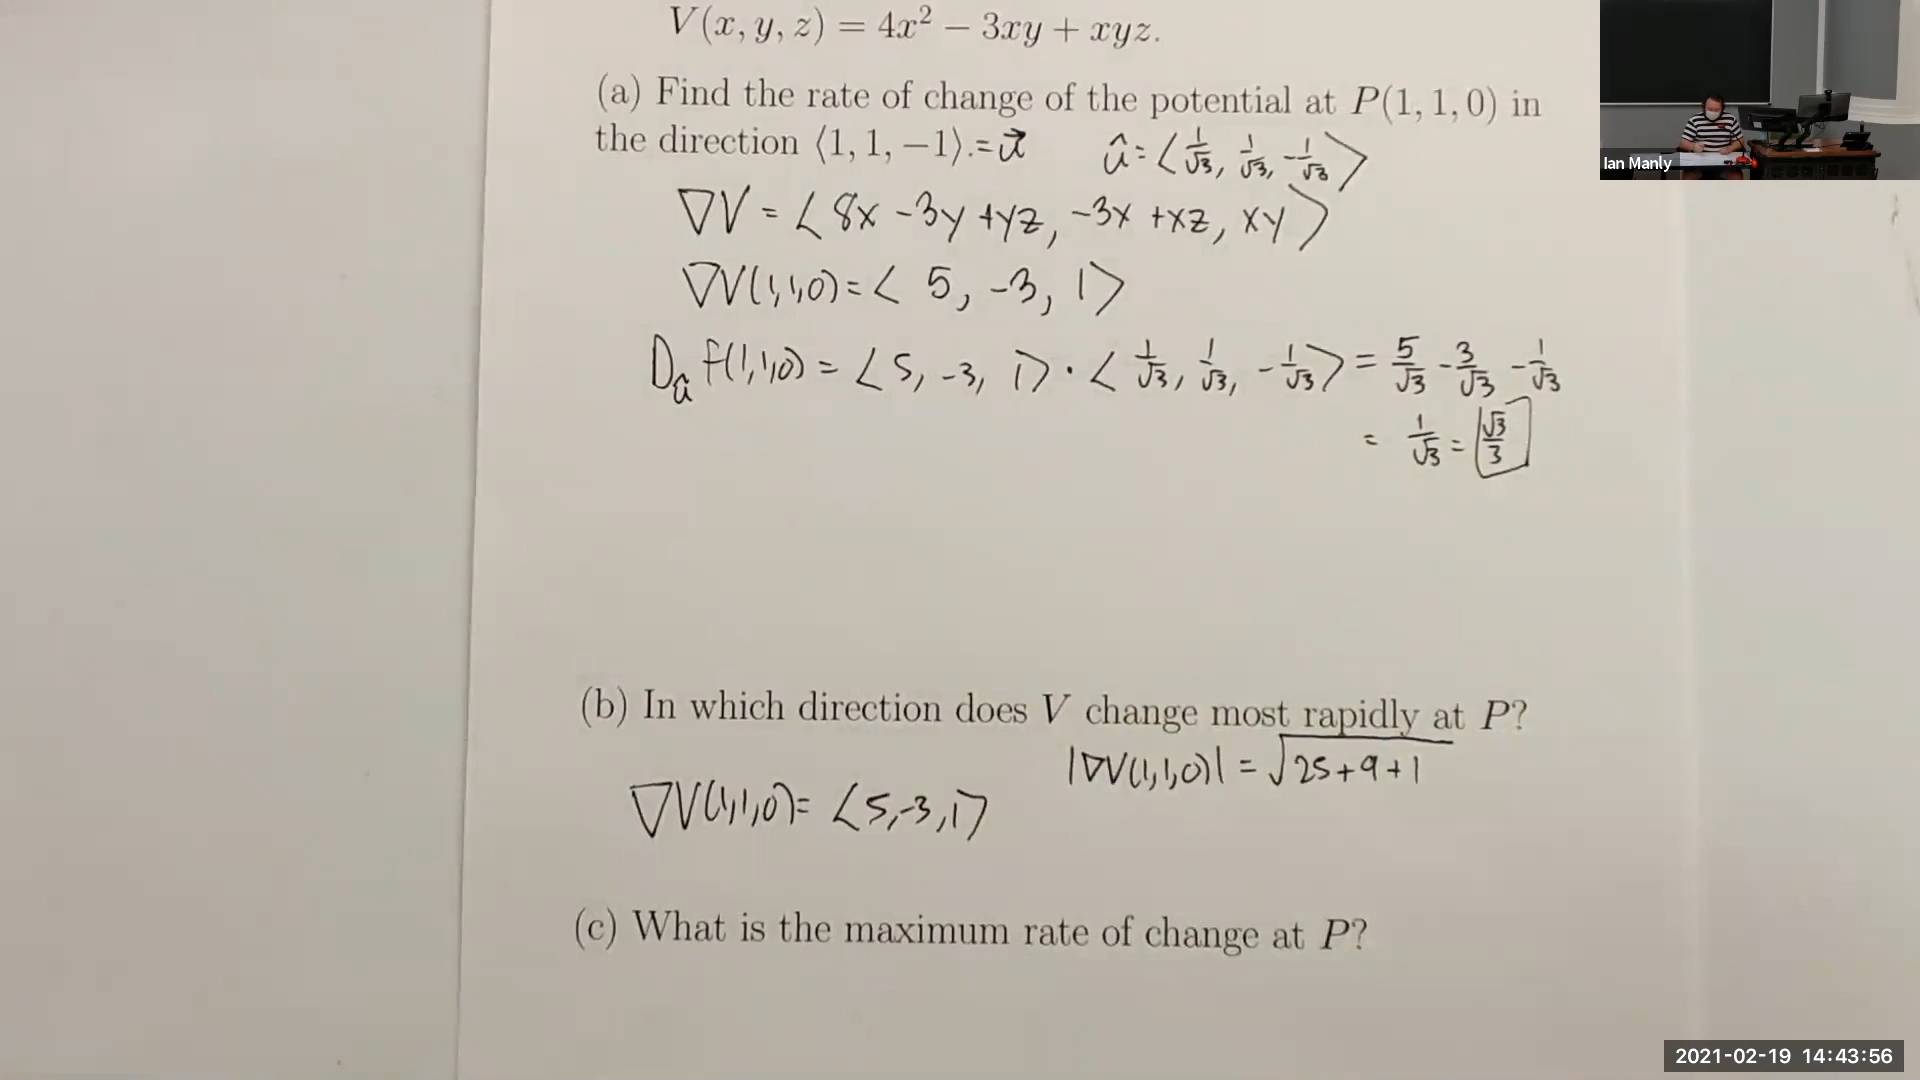 V(x, y, z) = 4x² − 3xy + xyz.
(a) Find the rate of change of the potential at P(1, 1, 0) in
the direction ⟨1, 1, −1⟩. = a⃗   û = ⟨1/√3, 1/√3, −1/√3⟩
Ian Manly
∇V = ⟨8x − 3y + yz, −3x + xz, xy⟩
∇V(1,1,0) = ⟨5, −3, 1⟩
D_û f(1,1,0) = ⟨5, −3, 1⟩ · ⟨1/√3, 1/√3, −1/√3⟩ = 5/√3 − 3/√3 − 1/√3
= 1/√3 = √3/3
(b) In which direction does V change most rapidly at P?
|∇V(1,1,0)| = √25+9+1
∇V(1,1,0) = ⟨5,−3,1⟩
(c) What is the maximum rate of change at P?
2021-02-19 14:43:56